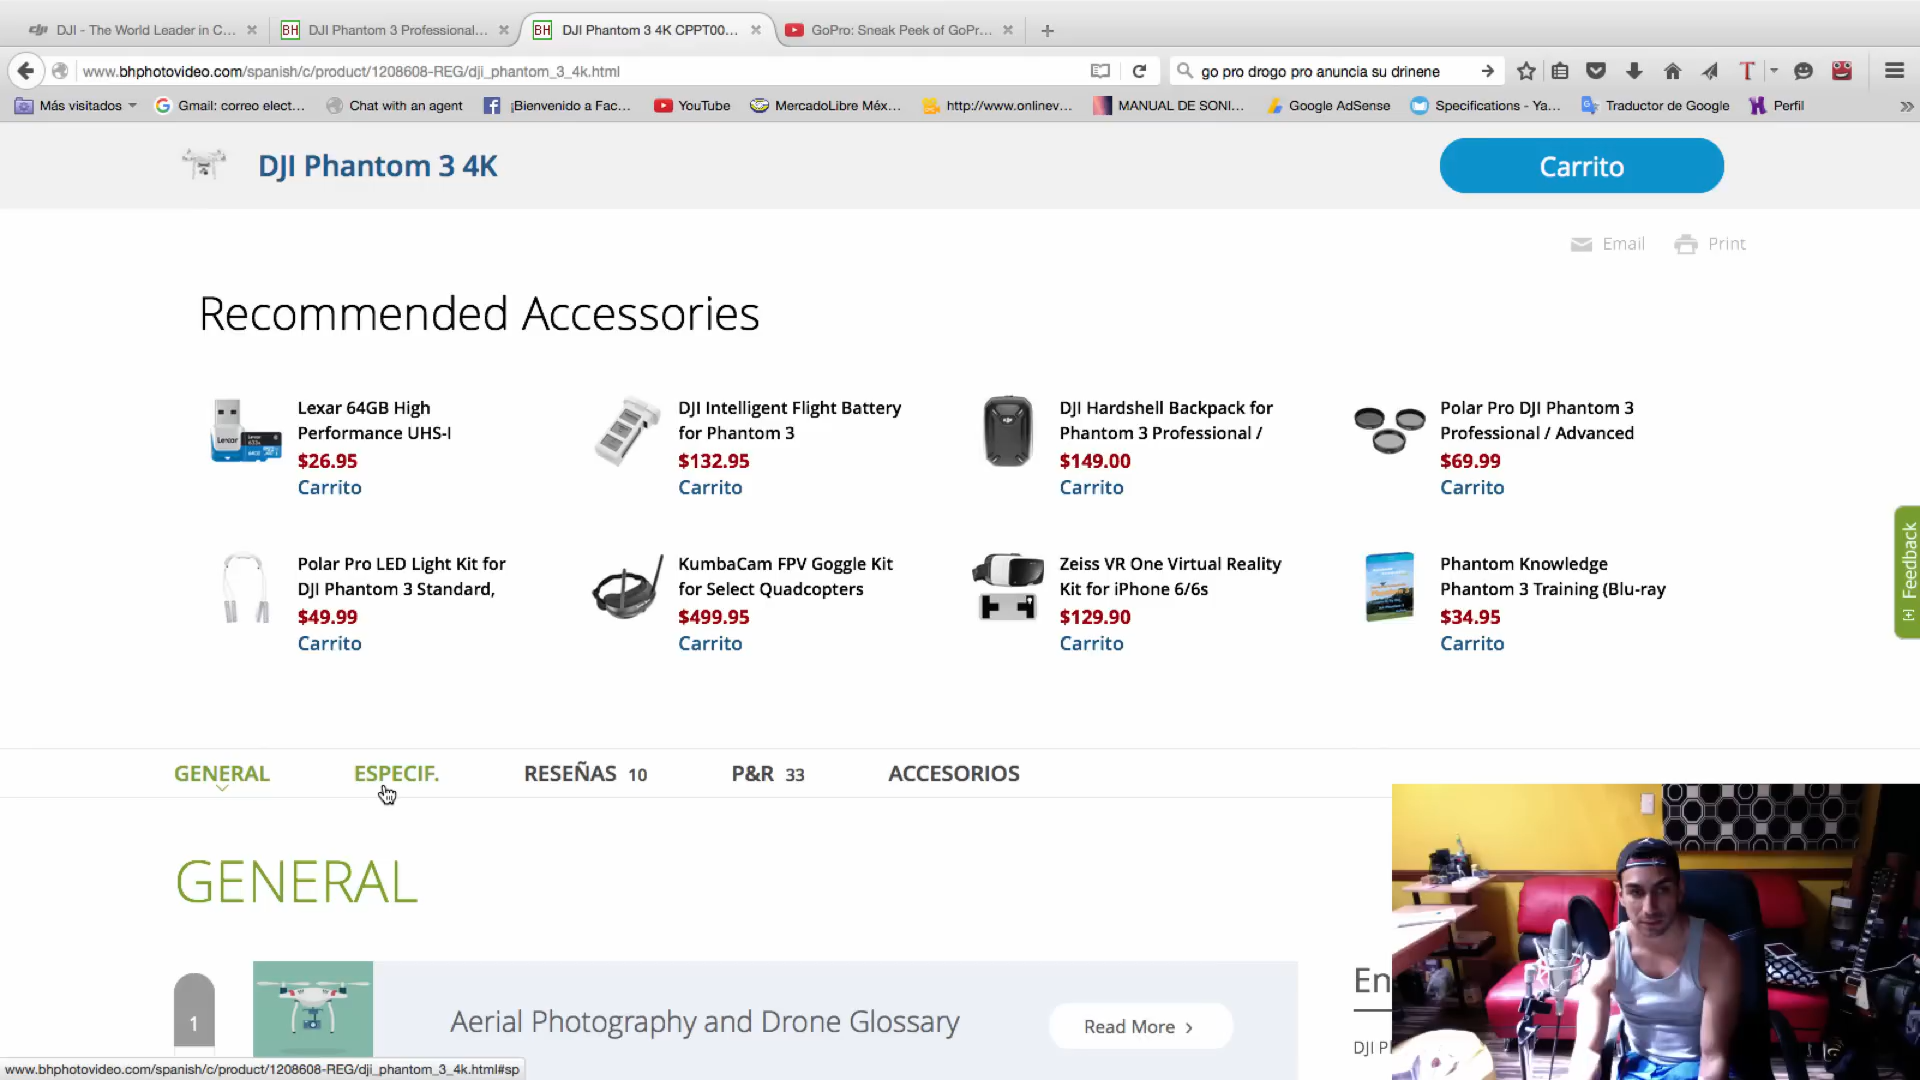 DJI - The World Leader in C...
DJI Phantom 3 Professional...
DJI Phantom 3 4K CPPT00...
GoPro: Sneak Peek of GoPr...
www.bhphotovideo.com/spanish/c/product/1208608-REG/dji_phantom_3_4k.html
go pro drogo pro anuncia su drinene
Más visitados
Gmail: correo elect...
Chat with an agent
¡Bienvenido a Fac...
YouTube
MercadoLibre Méx...
http://www.onlinev...
MANUAL DE SONI...
Google AdSense
Specifications - Ya...
Traductor de Google
Perfil
DJI Phantom 3 4K
Carrito
Email
Print
Recommended Accessories
Lexar 64GB High
Performance UHS-I
$26.95
Carrito
DJI Intelligent Flight Battery
for Phantom 3
$132.95
Carrito
DJI Hardshell Backpack for
Phantom 3 Professional /
$149.00
Carrito
Polar Pro DJI Phantom 3
Professional / Advanced
$69.99
Carrito
Polar Pro LED Light Kit for
DJI Phantom 3 Standard,
$49.99
Carrito
KumbaCam FPV Goggle Kit
for Select Quadcopters
$499.95
Carrito
Zeiss VR One Virtual Reality
Kit for iPhone 6/6s
$129.90
Carrito
Phantom Knowledge
Phantom 3 Training (Blu-ray
$34.95
Carrito
[+] Feedback
GENERAL
ESPECIF.
RESEÑAS 10
P&R 33
ACCESORIOS
GENERAL
1
Aerial Photography and Drone Glossary
Read More
En
DJI P
www.bhphotovideo.com/spanish/c/product/1208608-REG/dji_phantom_3_4k.html#sp